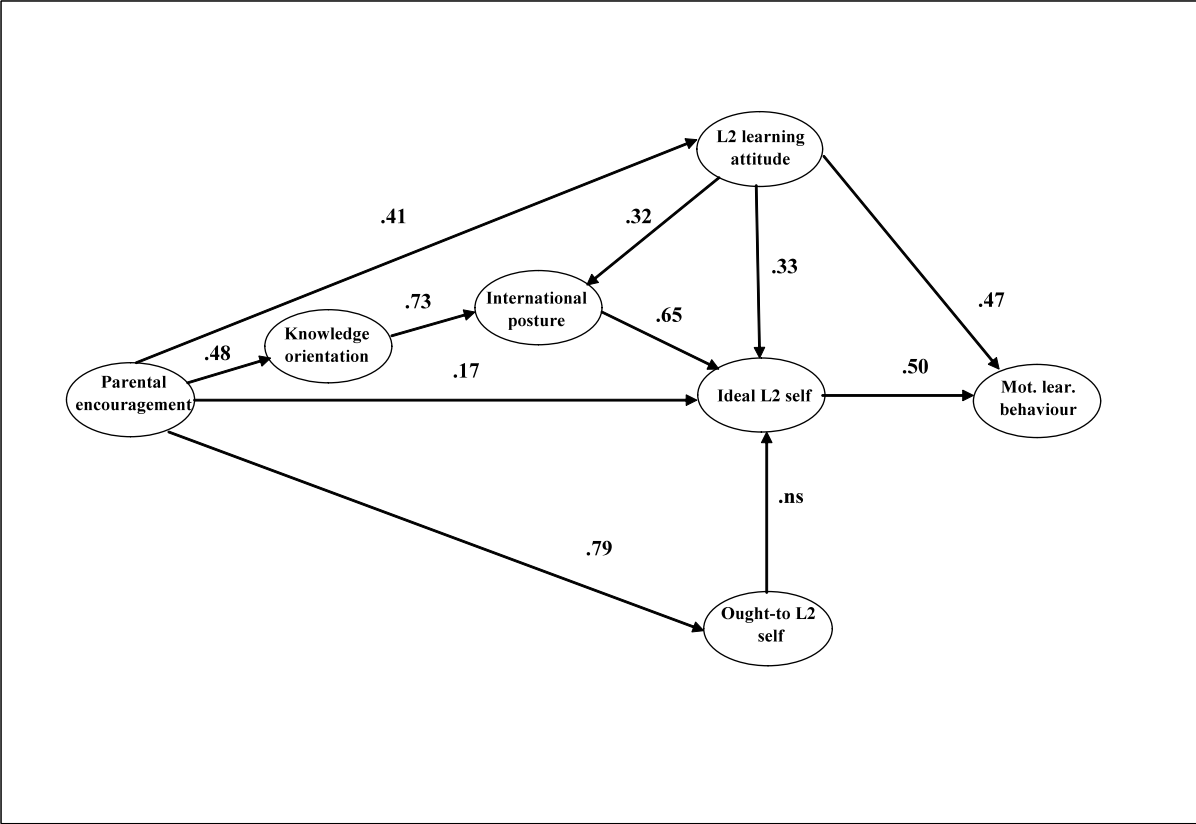 L2 learning
attitude
.41
.32
.33
International
posture
.73
.47
Knowledge
orientation
.65
.48
.17
.50
Parental
encouragement
Ideal L2 self
Mot. lear.
behaviour
.ns
.79
Ought-to L2
self